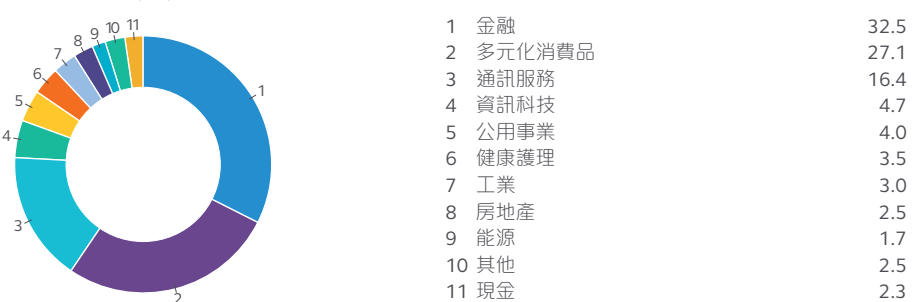 1 金融 32.5
2 多元化消費品 27.1
3 通訊服務 16.4
4 資訊科技 4.7
5 公用事業 4.0
6 健康護理 3.5
7 工業 3.0
8 房地產 2.5
9 能源 1.7
10 其他 2.5
11 現金 2.3
1
2
3
4
5
6
7
8
9
10
11